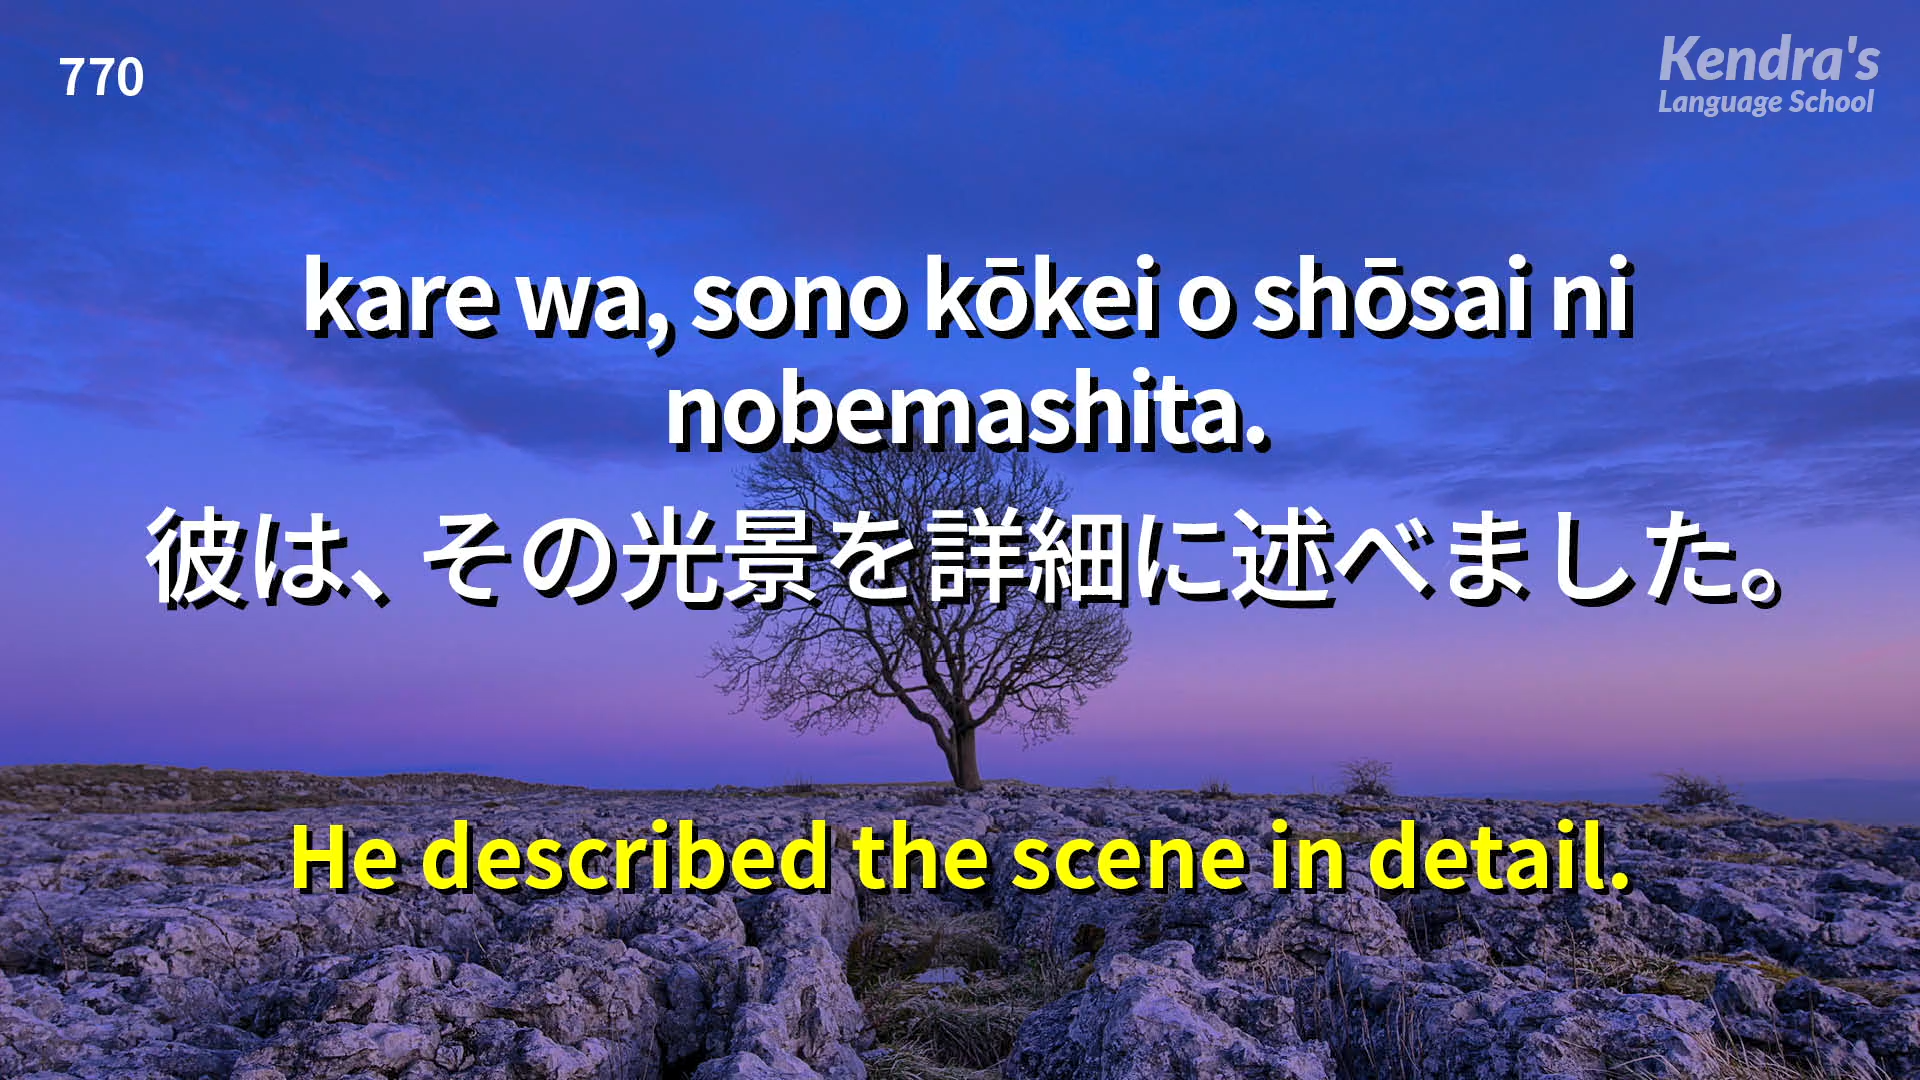 770
Kendra's
Language School
kare wa, sono kōkei o shōsai ni
nobemashita.
彼は、その光景を詳細に述べました。
He described the scene in detail.